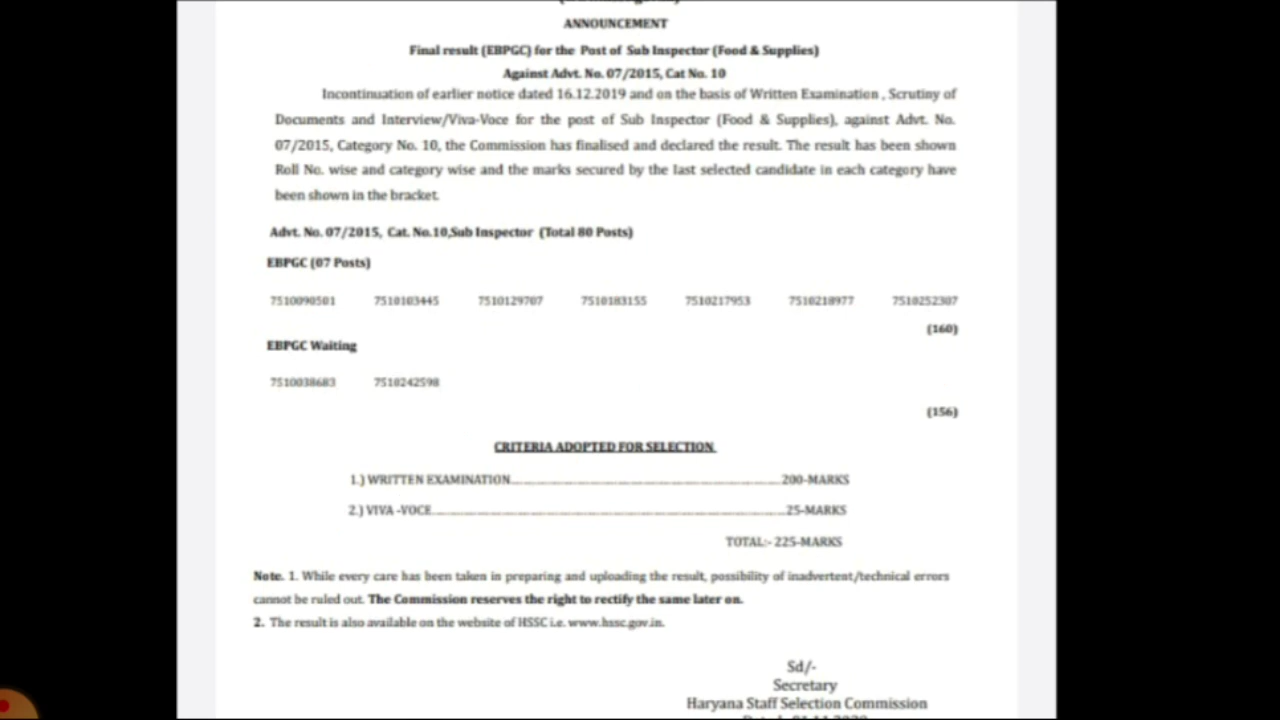 ANNOUNCEMENT
Final result (EBPGC) for the Post of Sub Inspector (Food & Supplies)
Against Advt. No. 07/2015, Cat No. 10
Incontinuation of earlier notice dated 16.12.2019 and on the basis of Written Examination , Scrutiny of
Documents and Interview/Viva-Voce for the post of Sub Inspector (Food & Supplies), against Advt. No.
07/2015, Category No. 10, the Commission has finalised and declared the result. The result has been shown
Roll No. wise and category wise and the marks secured by the last selected candidate in each category have
been shown in the bracket.
Advt. No. 07/2015, Cat. No.10,Sub Inspector (Total 80 Posts)
EBPGC (07 Posts)
7510090501 7510103445 7510129707 7510183155 7510217953 7510218977 7510252307
(160)
EBPGC Waiting
7510038683 7510242598
(156)
CRITERIA ADOPTED FOR SELECTION
1.) WRITTEN EXAMINATION........200-MARKS
2.) VIVA -VOCE........25-MARKS
TOTAL:- 225-MARKS
Note. 1. While every care has been taken in preparing and uploading the result, possibility of inadvertent/technical errors
cannot be ruled out. The Commission reserves the right to rectify the same later on.
2. The result is also available on the website of HSSC i.e. www.hssc.gov.in.
Sd/-
Secretary
Haryana Staff Selection Commission